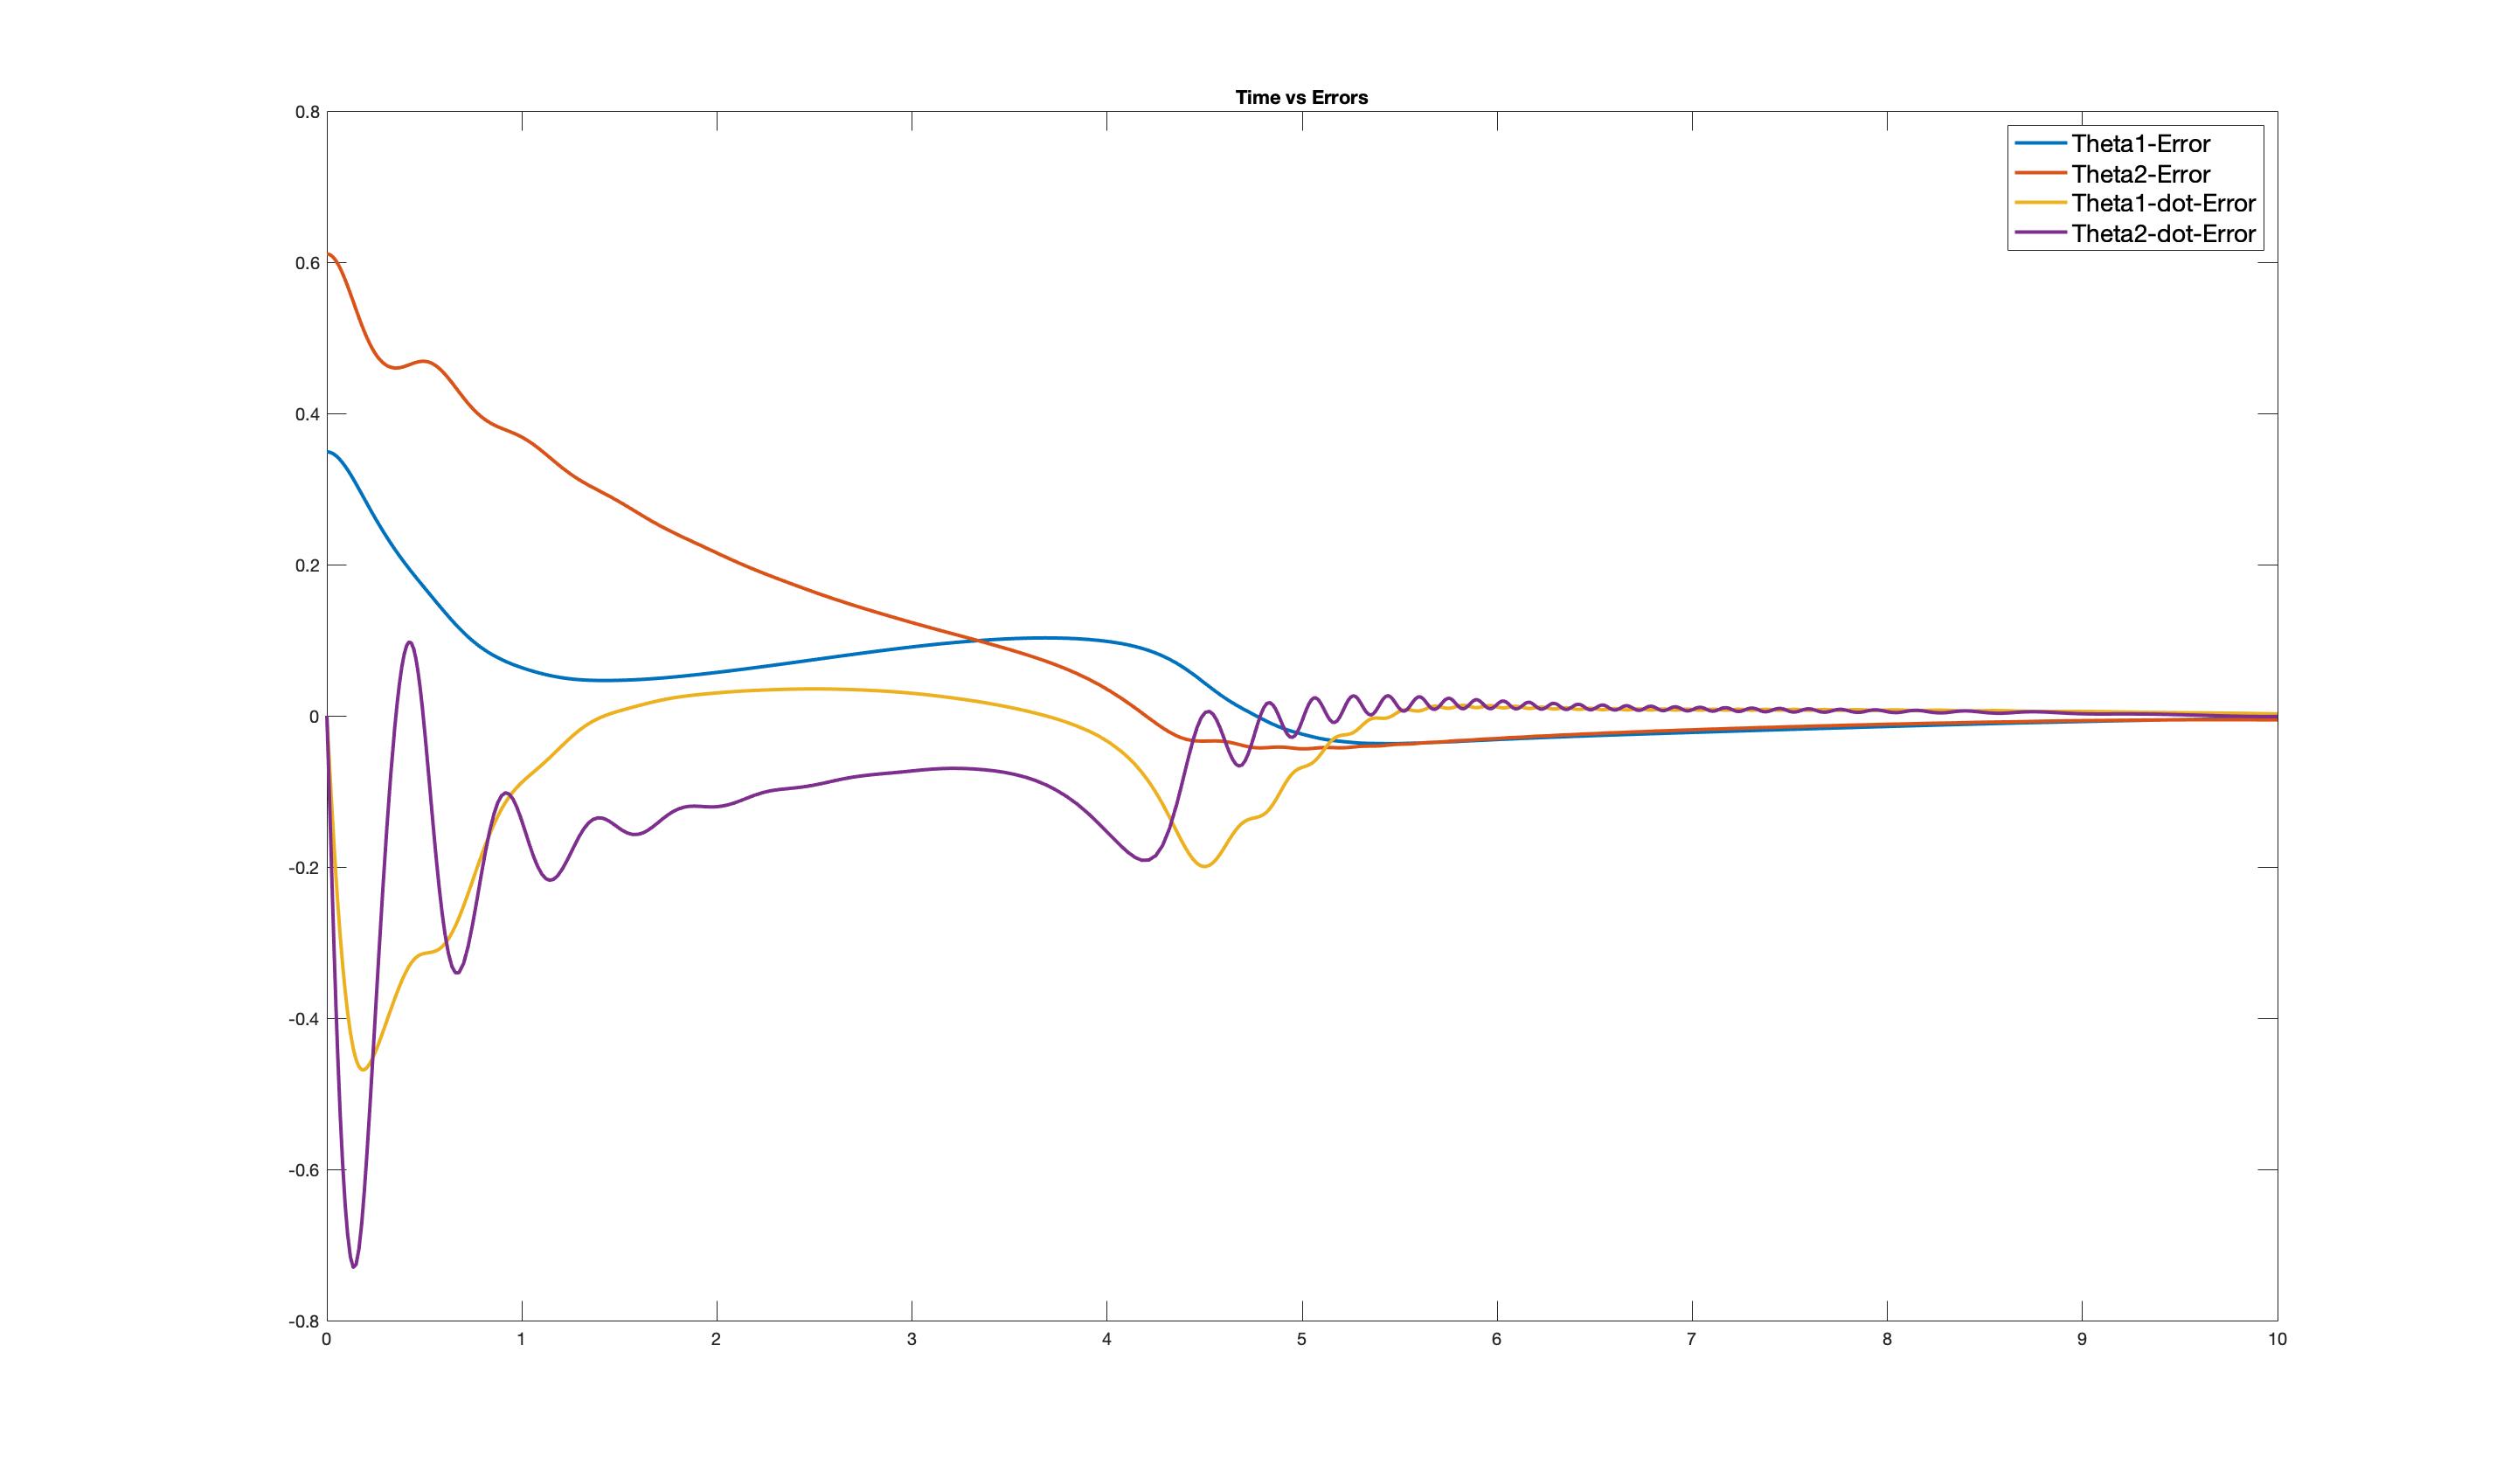 Time vs Errors
Theta1-Error
Theta2-Error
Theta1-dot-Error
Theta2-dot-Error
0.8
0.6
0.4
0.2
0
-0.2
-0.4
-0.6
-0.8
0 1 2 3 4 5 6 7 8 9 10